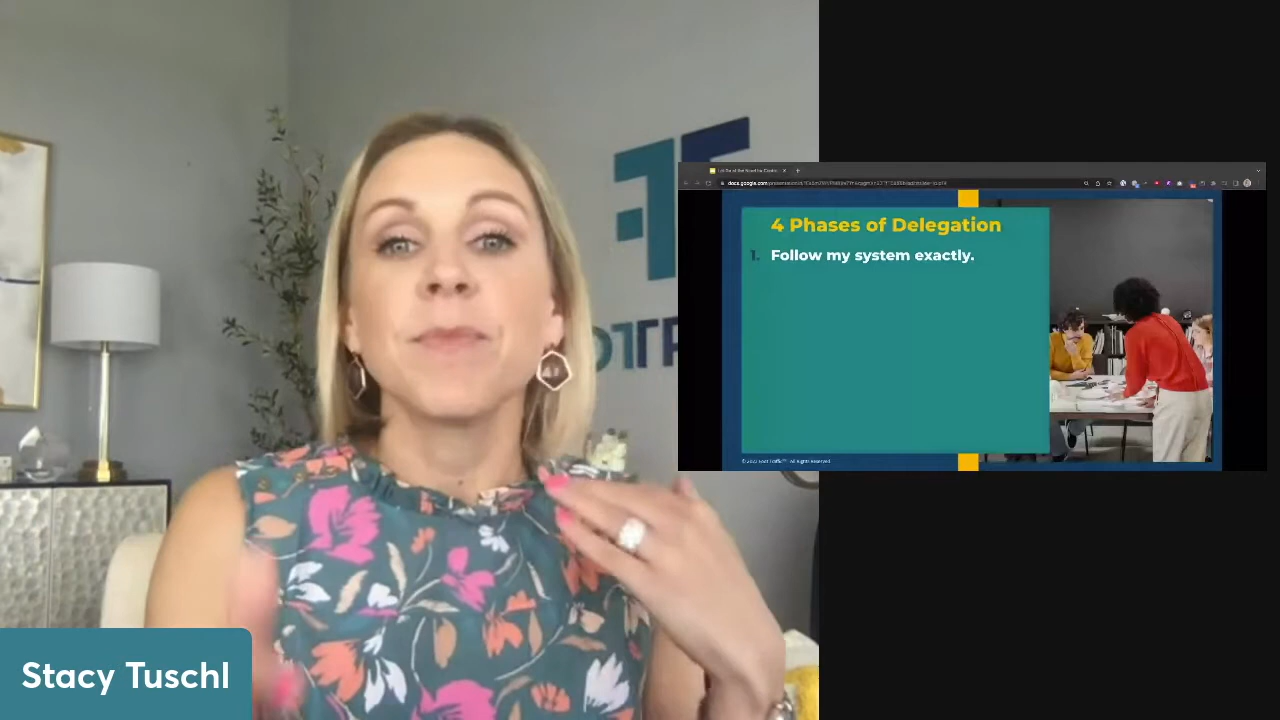 4 Phases of Delegation
1. Follow my system exactly.
Stacy Tuschl